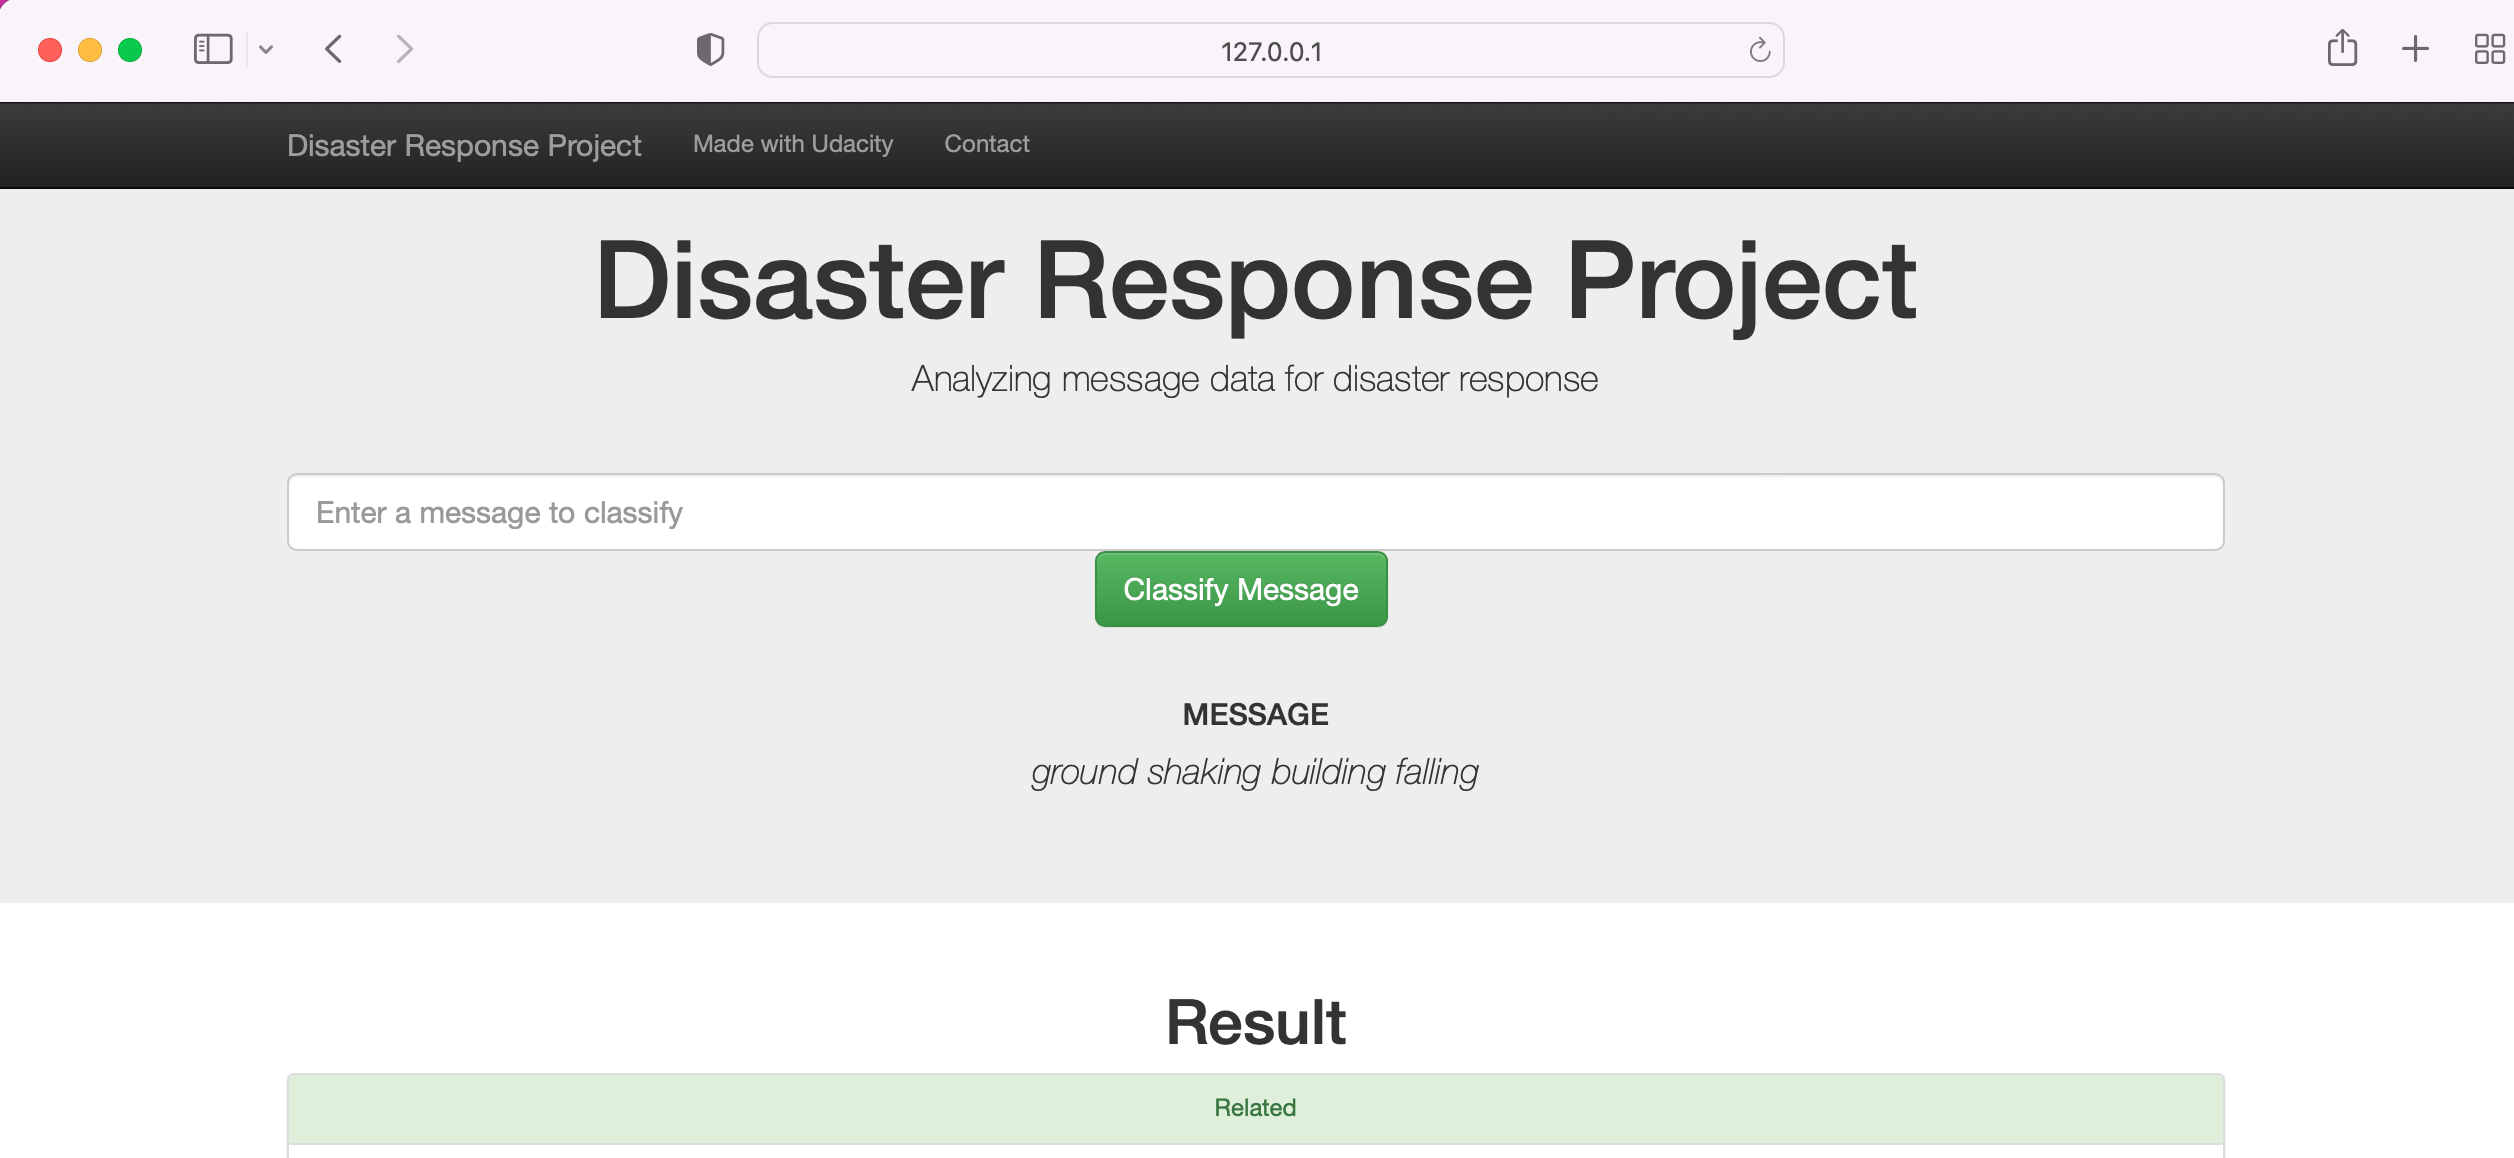 127.0.0.1
Disaster Response Project Made with Udacity Contact
Disaster Response Project
Analyzing message data for disaster response
Enter a message to classify
Classify Message
MESSAGE
ground shaking building falling
Result
Related